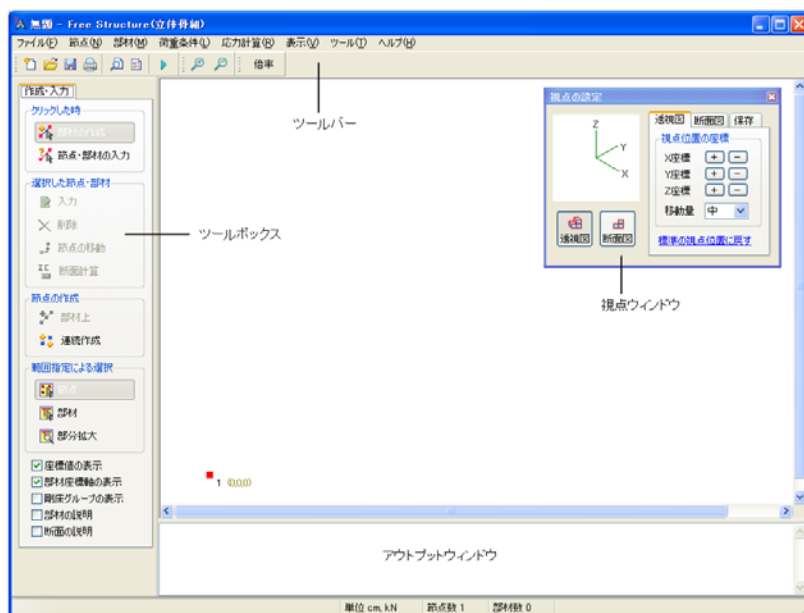 無題 - Free Structure(立体骨組)
ファイル(F) 節点(N) 部材(M) 荷重条件(L) 応力計算(R) 表示(V) ツール(T) ヘルプ(H)
倍率
ツールバー
作成・入力
クリックした時
部材の作成
節点・部材の入力
選択した節点・部材
入力
削除
節点の移動
断面計算
節点の作成
部材上
連続作成
範囲指定による選択
節点
部材
部分拡大
座標値の表示
部材座標軸の表示
剛床グループの表示
部材の説明
断面の説明
ツールボックス
視点の設定
Z
Y
X
透視図 断面図
透視図 断面図 保存
視点位置の座標
X座標 + -
Y座標 + -
Z座標 + -
移動量 中
標準の視点位置に戻す
視点ウィンドウ
1 (0,0,0)
アウトプットウィンドウ
単位 cm, kN 節点数 1 部材数 0